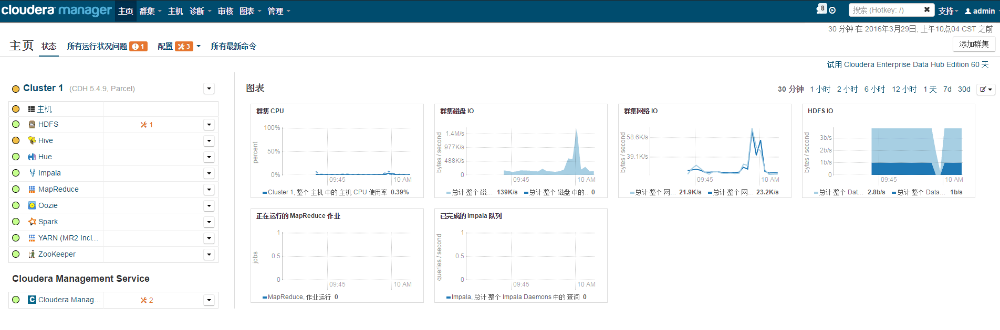 cloudera manager 主页 群集 主机 诊断 审核 图表 管理 8 搜索 (Hotkey: /) 支持 admin
30 分钟 在 2016年3月29日, 上午10点04 CST 之前
主页 状态 所有运行状况问题 1 配置 3 所有最新命令 添加群集
试用 Cloudera Enterprise Data Hub Edition 60 天
Cluster 1 (CDH 5.4.9, Parcel)
主机
HDFS 1
Hive
Hue
Impala
MapReduce
Oozie
Spark
YARN (MR2 Incl...
ZooKeeper
Cloudera Management Service
Cloudera Manag... 2
图表 30 分钟 1 小时 2 小时 6 小时 12 小时 1 天 7d 30d
群集 CPU
percent
100%
50%
0%
09:45 10 AM
Cluster 1, 整个 主机 中的 主机 CPU 使用率 0.39%
群集磁盘 IO
bytes / second
1.4M/s
977K/s
488K/s
0
09:45 10 AM
总计 整个 磁... 139K/s 总计 整个 磁盘 中的.. 0
群集网络 IO
bytes / second
58.6K/s
39.1K/s
09:45 10 AM
总计 整个 网... 21.9K/s 总计 整个 网... 23.2K/s
HDFS IO
bytes / second
3b/s
2b/s
1b/s
0
09:45 10 AM
总计 整个 Dat... 2.8b/s 总计 整个 Data... 1b/s
正在运行的 MapReduce 作业
jobs
1
0.5
0
09:45 10 AM
MapReduce, 作业运行 0
已完成的 Impala 队列
queries / second
1
0.5
0
09:45 10 AM
Impala, 总计 整个 Impala Daemons 中的 查询 0